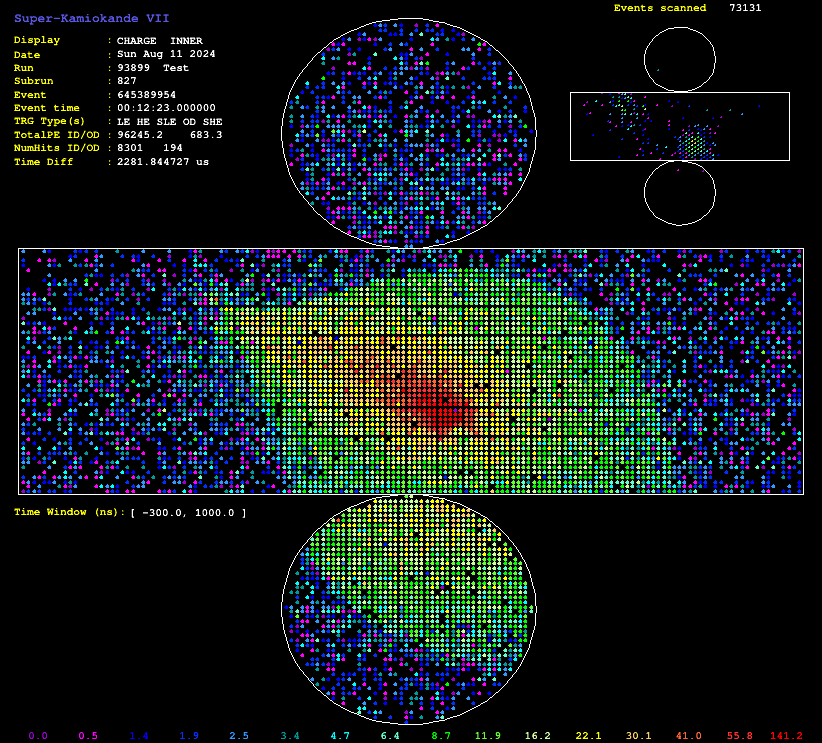 Super-Kamiokande VII
Display : CHARGE INNER
Date : Sun Aug 11 2024
Run : 93899 Test
Subrun : 827
Event : 645389954
Event time : 00:12:23.000000
TRG Type(s) : LE HE SLE OD SHE
TotalPE ID/OD : 96245.2 683.3
NumHits ID/OD : 8301 194
Time Diff : 2281.844727 us
Events scanned 73131
Time Window (ns): [ -300.0, 1000.0 ]
0.0 0.5 1.4 1.9 2.5 3.4 4.7 6.4 8.7 11.9 16.2 22.1 30.1 41.0 55.8 141.2